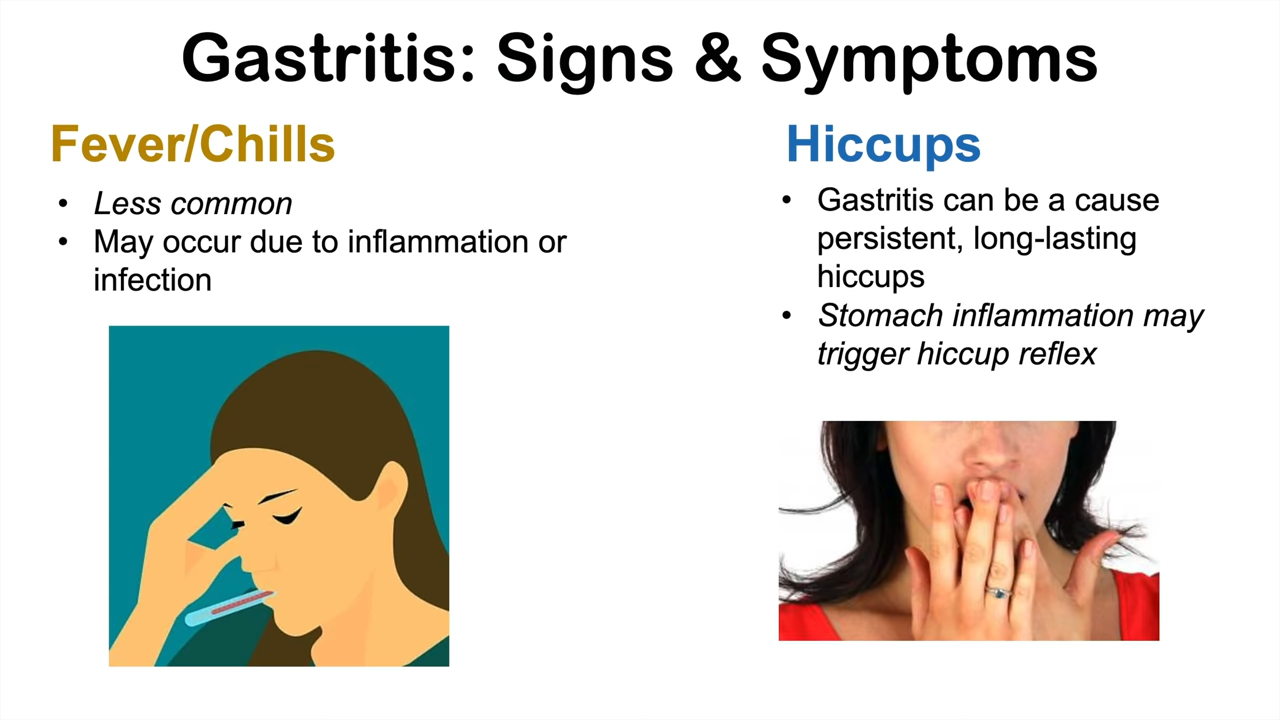 Gastritis: Signs & Symptoms
Fever/Chills
• Less common
• May occur due to inflammation or
infection
Hiccups
• Gastritis can be a cause
persistent, long-lasting
hiccups
• Stomach inflammation may
trigger hiccup reflex